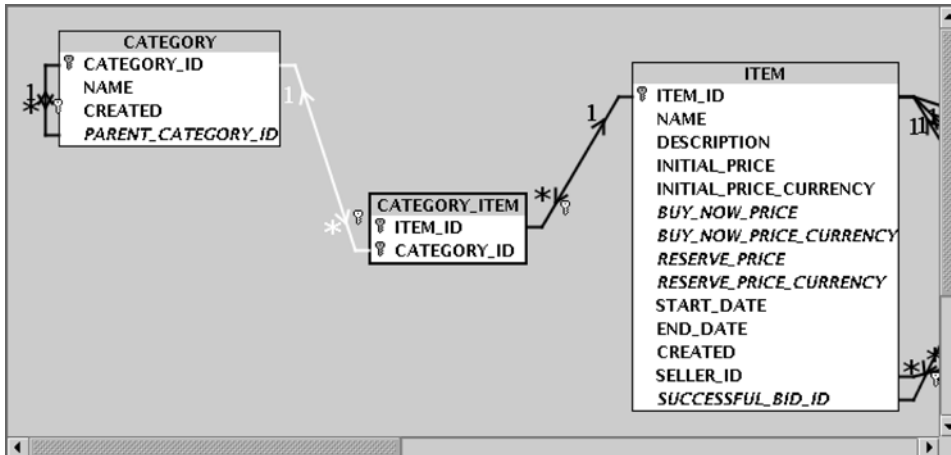 CATEGORY
CATEGORY_ID
NAME
CREATED
PARENT_CATEGORY_ID
1
*
1
*
CATEGORY_ITEM
ITEM_ID
CATEGORY_ID
1
*
ITEM
ITEM_ID
NAME
DESCRIPTION
INITIAL_PRICE
INITIAL_PRICE_CURRENCY
BUY_NOW_PRICE
BUY_NOW_PRICE_CURRENCY
RESERVE_PRICE
RESERVE_PRICE_CURRENCY
START_DATE
END_DATE
CREATED
SELLER_ID
SUCCESSFUL_BID_ID
11
*
*